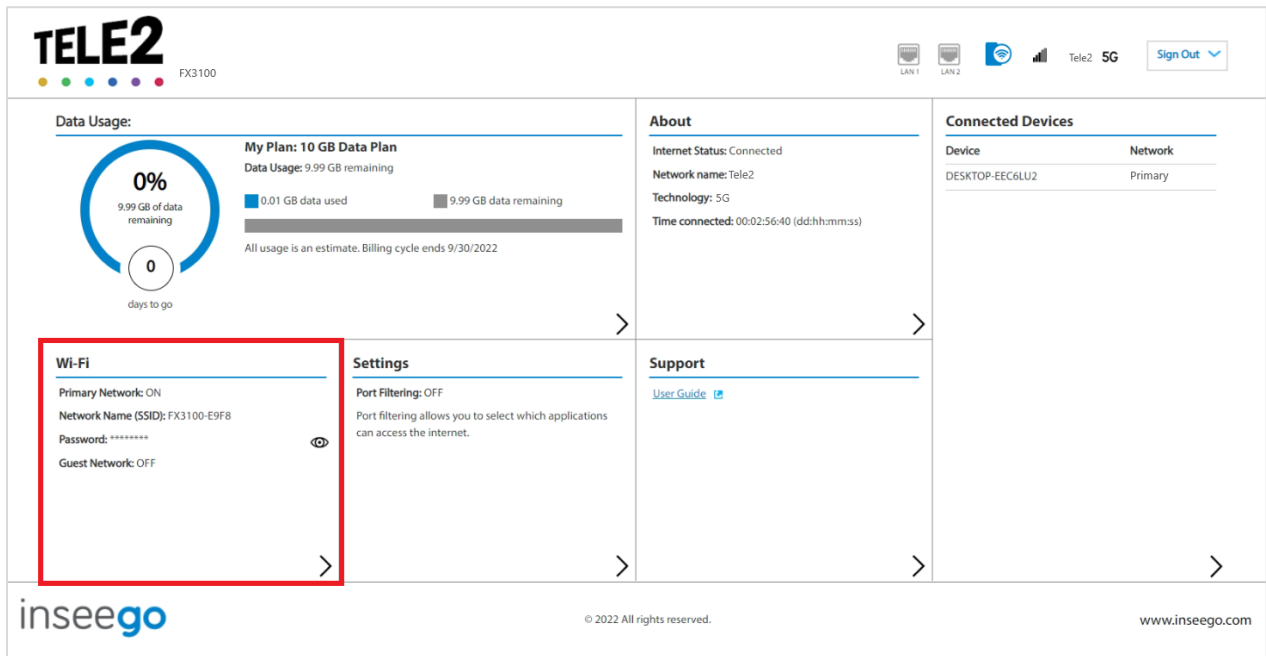 TELE2
FX3100
LAN 1
LAN 2
Tele2 5G
Sign Out
Data Usage:
0%
9.99 GB of data
remaining
0
days to go
My Plan: 10 GB Data Plan
Data Usage: 9.99 GB remaining
0.01 GB data used
9.99 GB data remaining
All usage is an estimate. Billing cycle ends 9/30/2022
About
Internet Status: Connected
Network name: Tele2
Technology: 5G
Time connected: 00:02:56:40 (dd:hh:mm:ss)
Connected Devices
Device Network
DESKTOP-EEC6LU2 Primary
Wi-Fi
Primary Network: ON
Network Name (SSID): FX3100-E9F8
Password: ********
Guest Network: OFF
Settings
Port Filtering: OFF
Port filtering allows you to select which applications
can access the internet.
Support
User Guide
inseego
© 2022 All rights reserved.
www.inseego.com